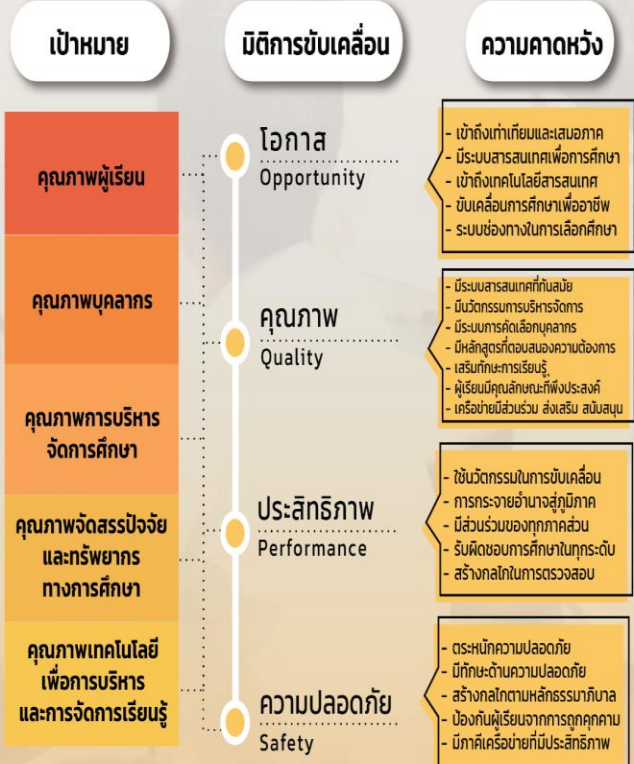 เป้าหมาย
คุณภาพผู้เรียน
คุณภาพบุคลากร
คุณภาพการบริหาร
จัดการศึกษา
คุณภาพจัดสรรปัจจัย
และทรัพยากร
ทางการศึกษา
คุณภาพเทคโนโลยี
เพื่อการบริหาร
และการจัดการเรียนรู้
มิติการขับเคลื่อน
โอกาส
Opportunity
คุณภาพ
Quality
ประสิทธิภาพ
Performance
ความปลอดภัย
Safety
ความคาดหวัง
- เข้าถึงเท่าเทียมและเสมอภาค
- มีระบบสารสนเทศเพื่อการศึกษา
- เข้าถึงเทคโนโลยีสารสนเทศ
- ขับเคลื่อนการศึกษาเพื่ออาชีพ
- ระบบช่องทางในการเลือกศึกษา
- มีระบบสารสนเทศที่ทันสมัย
- มีนวัตกรรมการบริหารจัดการ
- มีระบบการคัดเลือกบุคลากร
- มีหลักสูตรที่ตอบสนองความต้องการ
- เสริมทักษะการเรียนรู้
- ผู้เรียนมีคุณลักษณะที่พึงประสงค์
- เครือข่ายมีส่วนร่วม ส่งเสริม สนับสนุน
- ใช้นวัตกรรมในการขับเคลื่อน
- การกระจายอำนาจสู่ภูมิภาค
- มีส่วนร่วมของทุกภาคส่วน
- รับผิดชอบการศึกษาในทุกระดับ
- สร้างกลไกในการตรวจสอบ
- ตระหนักความปลอดภัย
- มีทักษะด้านความปลอดภัย
- สร้างกลไกตามหลักธรรมาภิบาล
- ป้องกันผู้เรียนจากการถูกคุกคาม
- มีภาคีเครือข่ายที่มีประสิทธิภาพ